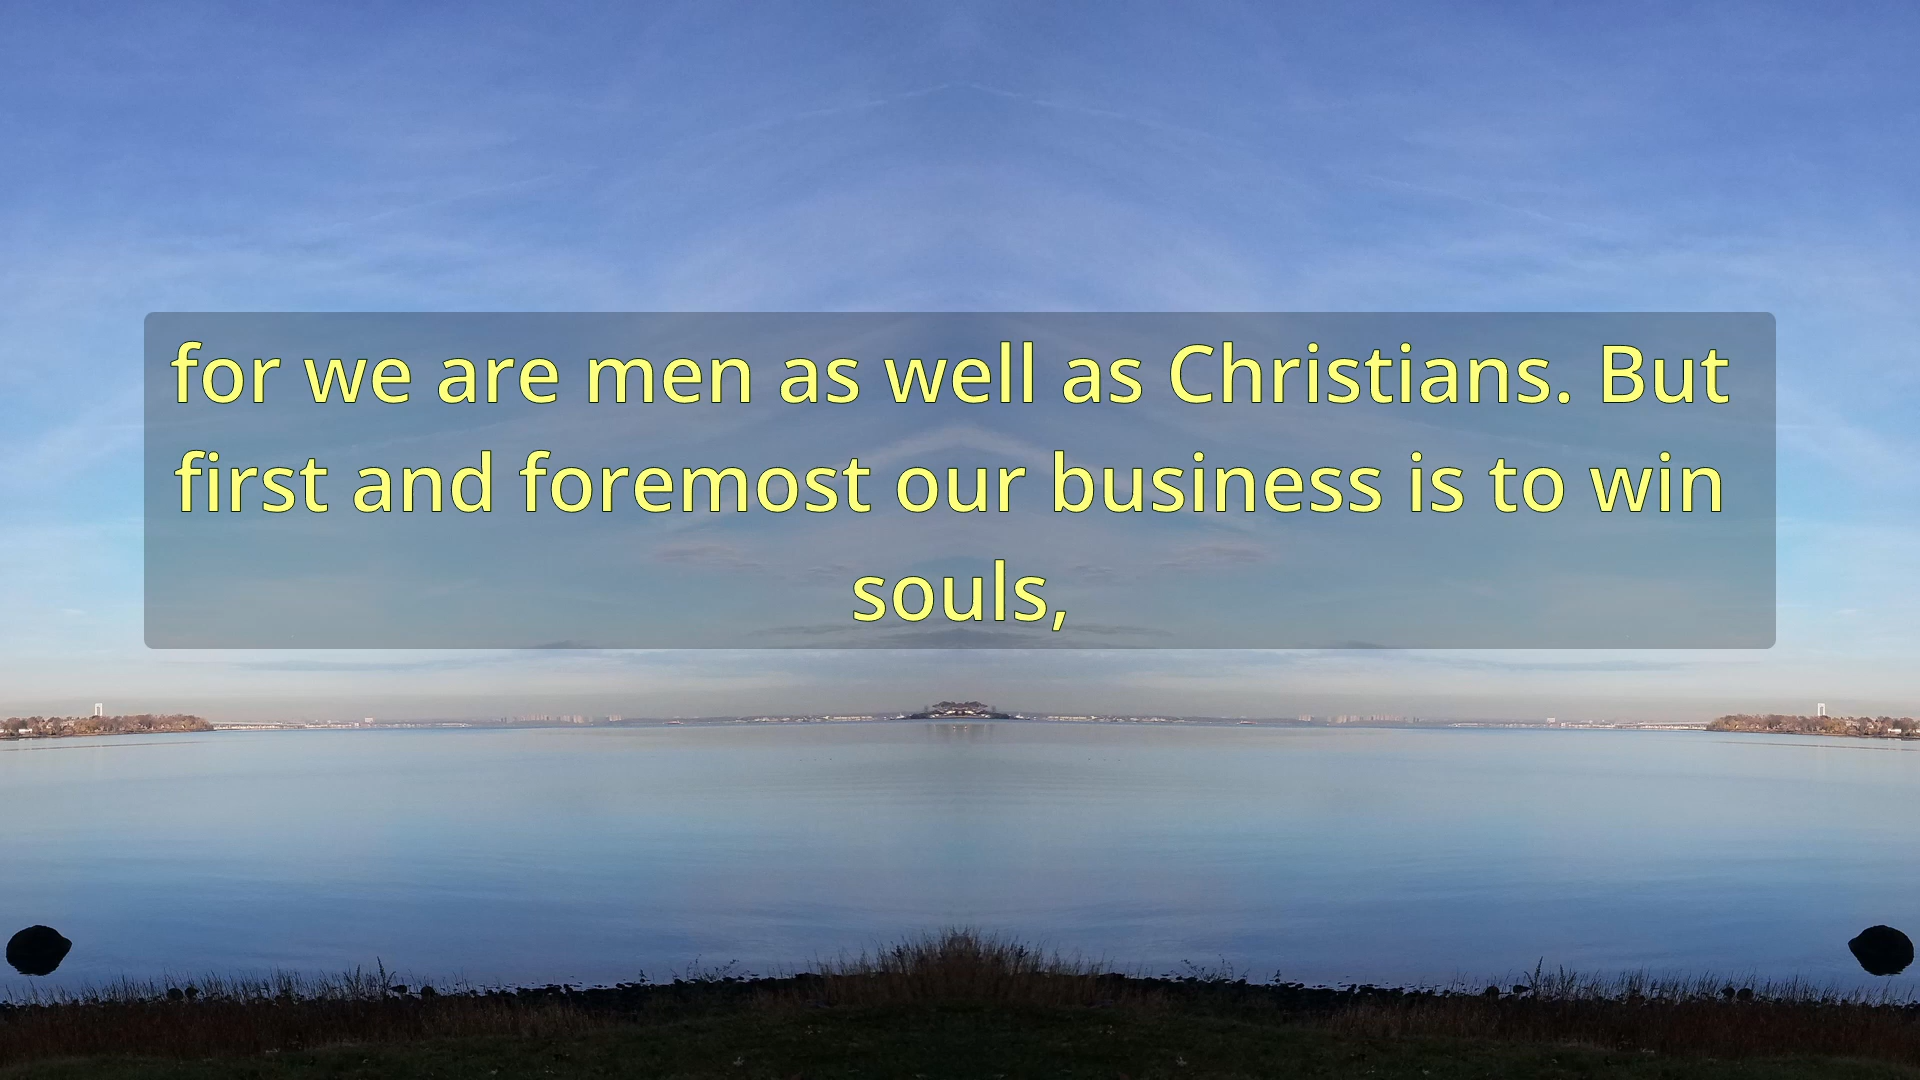 for we are men as well as Christians. But
first and foremost our business is to win
souls,